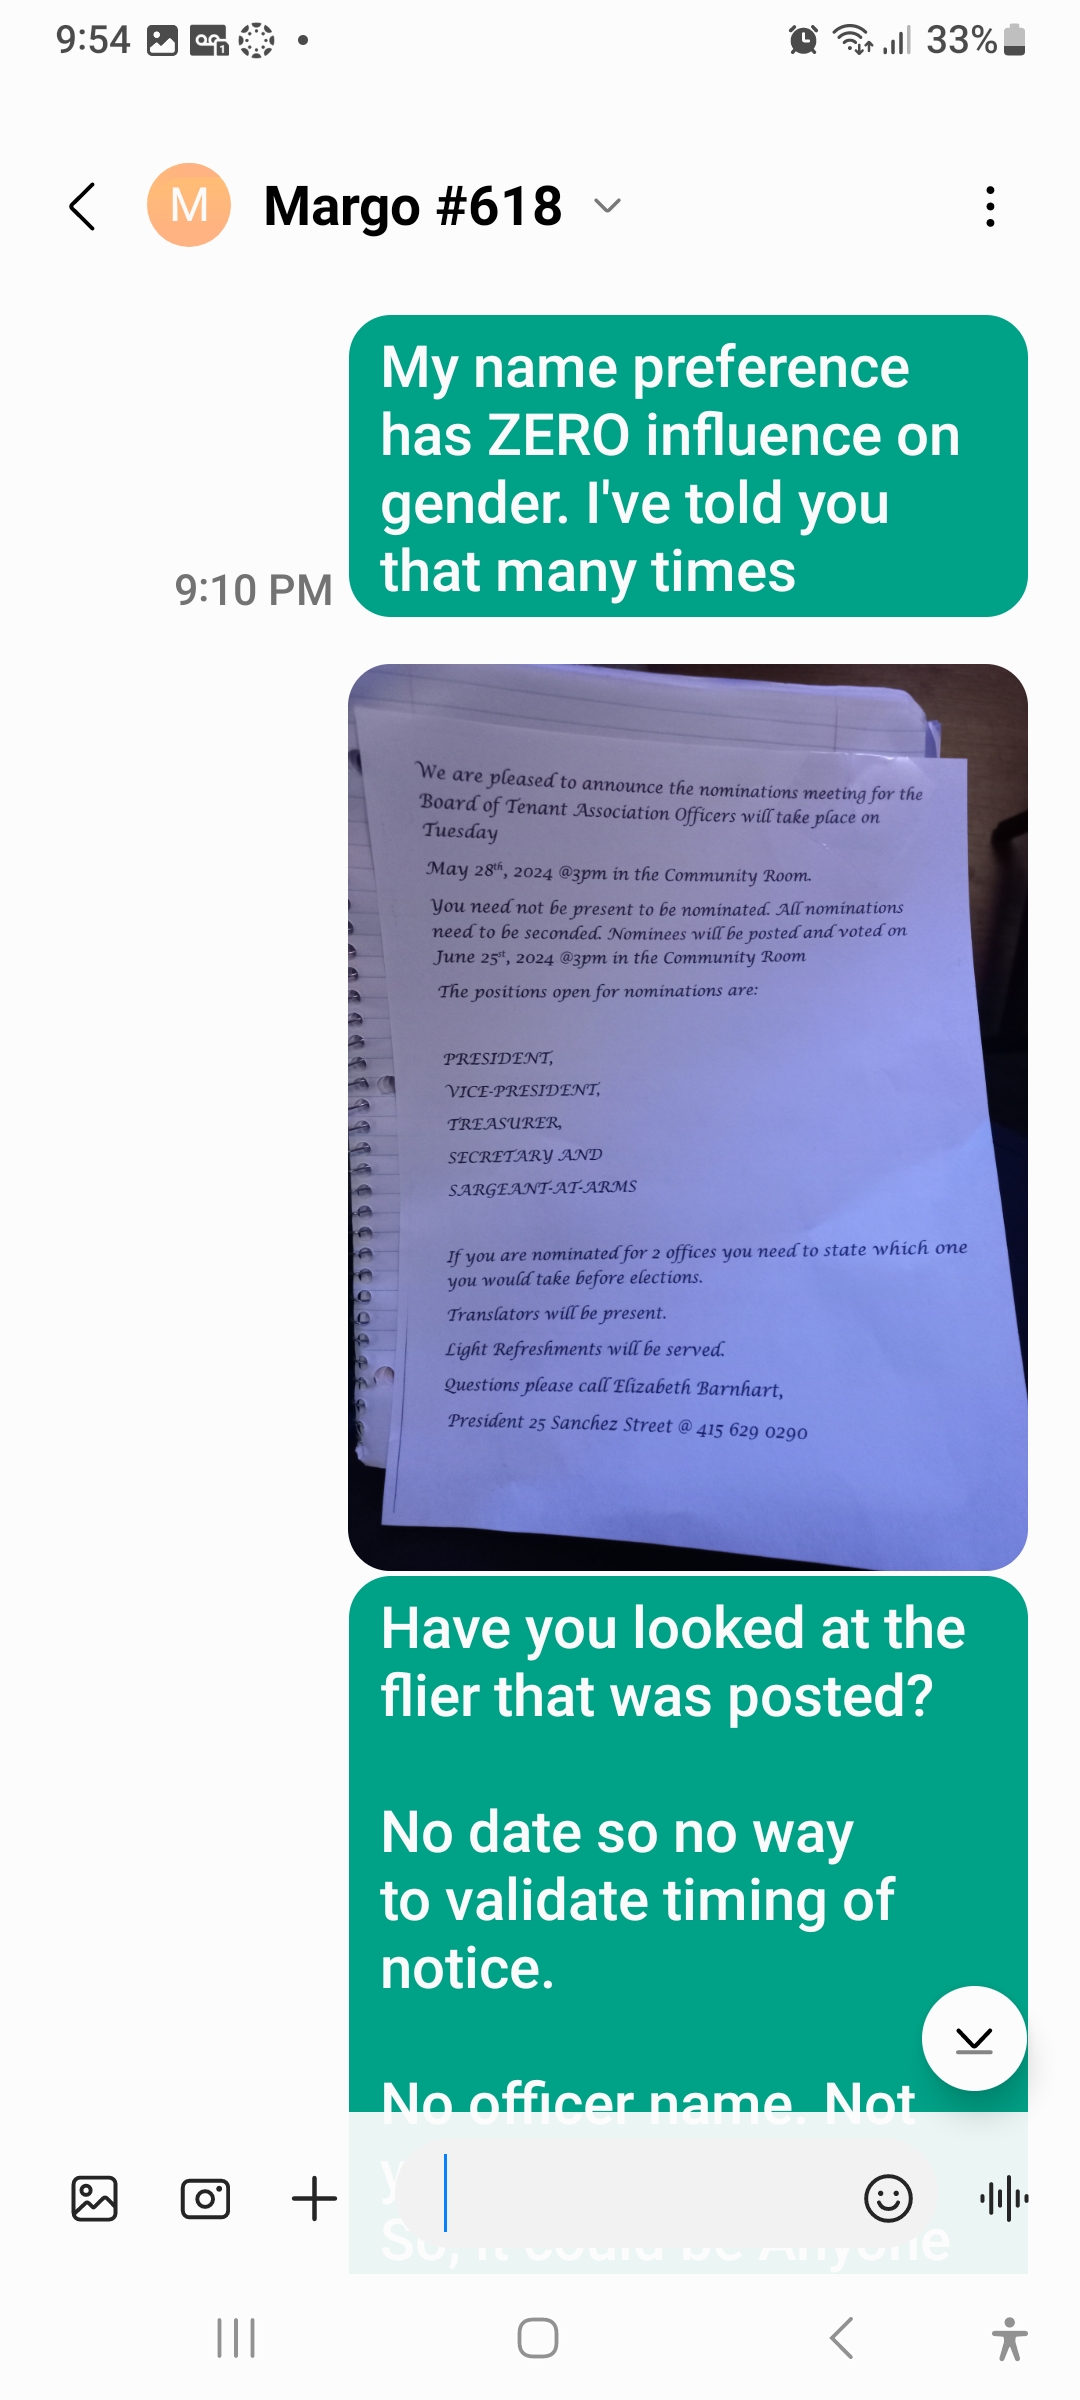 9:54
33%
M
Margo #618
My name preference
has ZERO influence on
gender. I've told you
that many times
9:10 PM
We are pleased to announce the nominations meeting for the
Board of Tenant Association Officers will take place on
Tuesday
May 28th, 2024 @3pm in the Community Room.
You need not be present to be nominated. All nominations
need to be seconded. Nominees will be posted and voted on
June 25st, 2024 @3pm in the Community Room
The positions open for nominations are:
PRESIDENT,
VICE-PRESIDENT,
TREASURER,
SECRETARY AND
SARGEANT-AT-ARMS
If you are nominated for 2 offices you need to state which one
you would take before elections.
Translators will be present.
Light Refreshments will be served.
Questions please call Elizabeth Barnhart,
President 25 Sanchez Street @ 415 629 0290
Have you looked at the
flier that was posted?
No date so no way
to validate timing of
notice.
No officer name. Not
So, it could be Anyone